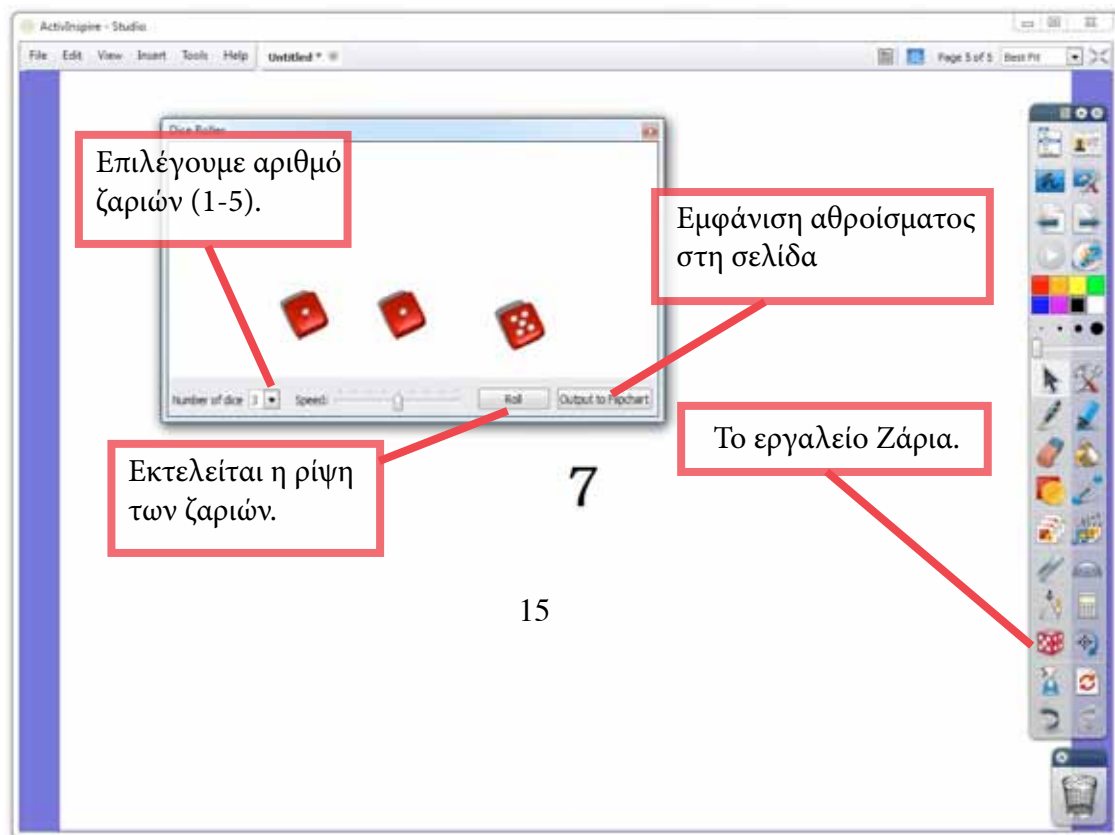 ActivInspire - Studio
File Edit View Insert Tools Help Untitled *
Page 5 of 5 Best Fit
Dice Roller
Επιλέγουμε αριθμό
ζαριών (1-5).
Εμφάνιση αθροίσματος
στη σελίδα
Number of dice 3 Speed: Roll Output to Flipchart
Το εργαλείο Ζάρια.
Εκτελείται η ρίψη
των ζαριών.
7
15